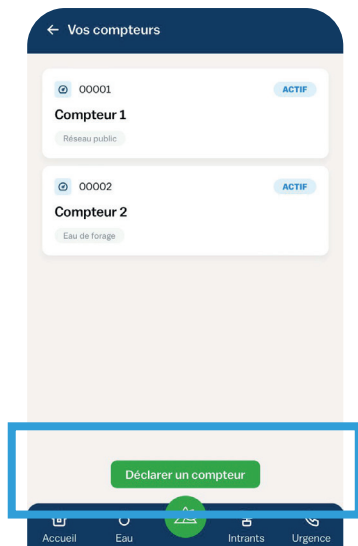 ← Vos compteurs
00001 ACTIF
Compteur 1
Réseau public
00002 ACTIF
Compteur 2
Eau de forage
Déclarer un compteur
Accueil Eau Intrants Urgence